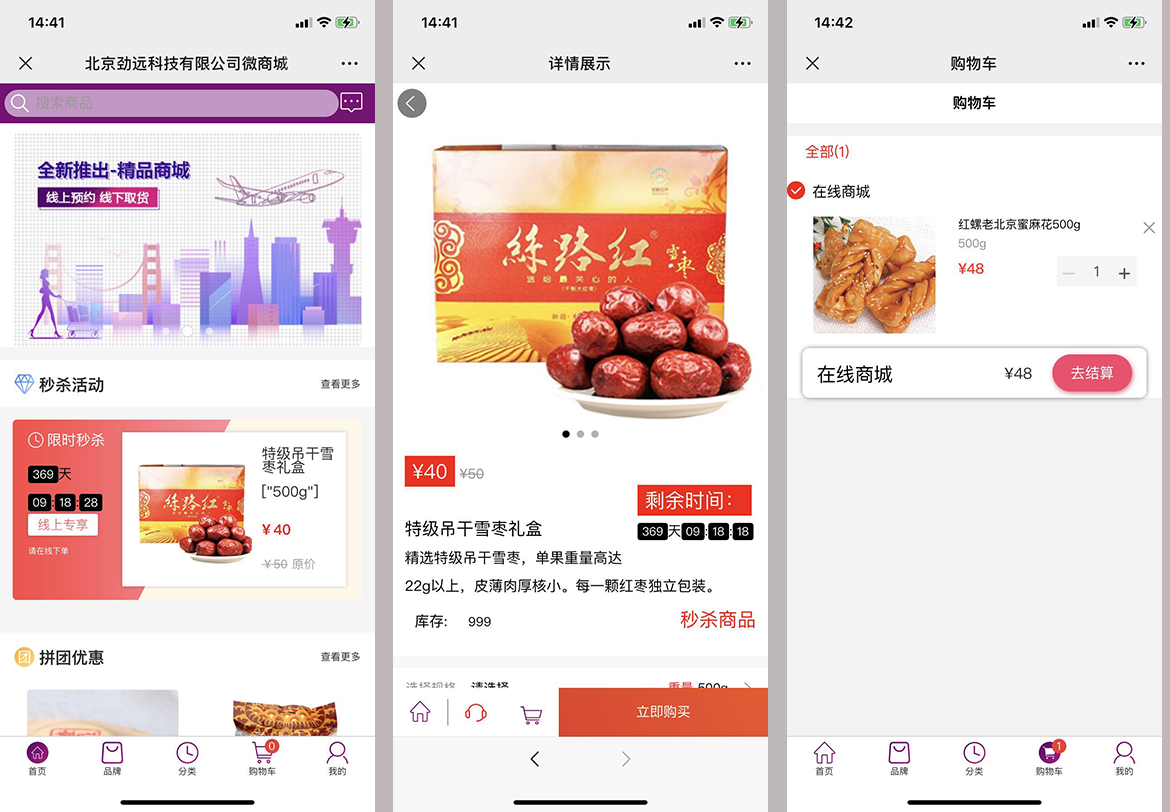 14:41
北京劲远科技有限公司微商城
搜索商品
全新推出-精品商城
线上预约 线下取货
秒杀活动
查看更多
限时秒杀
369天
09:18:28
线上专享
请在线下单
絲路红
特级吊干雪枣礼盒
["500g"]
¥40
¥50 原价
拼团优惠
查看更多
首页
品牌
分类
0
购物车
我的
14:41
详情展示
絲路红®
雪枣
送给最关心的人
¥40
¥50
剩余时间：
特级吊干雪枣礼盒
369天09:18:18
精选特级吊干雪枣，单果重量高达
22g以上，皮薄肉厚核小。每一颗红枣独立包装。
库存:
999
秒杀商品
选择规格
请选择
重量 500g
立即购买
14:42
购物车
购物车
全部(1)
在线商城
红螺老北京蜜麻花500g
500g
¥48
1
在线商城
¥48
去结算
首页
品牌
分类
1
购物车
我的